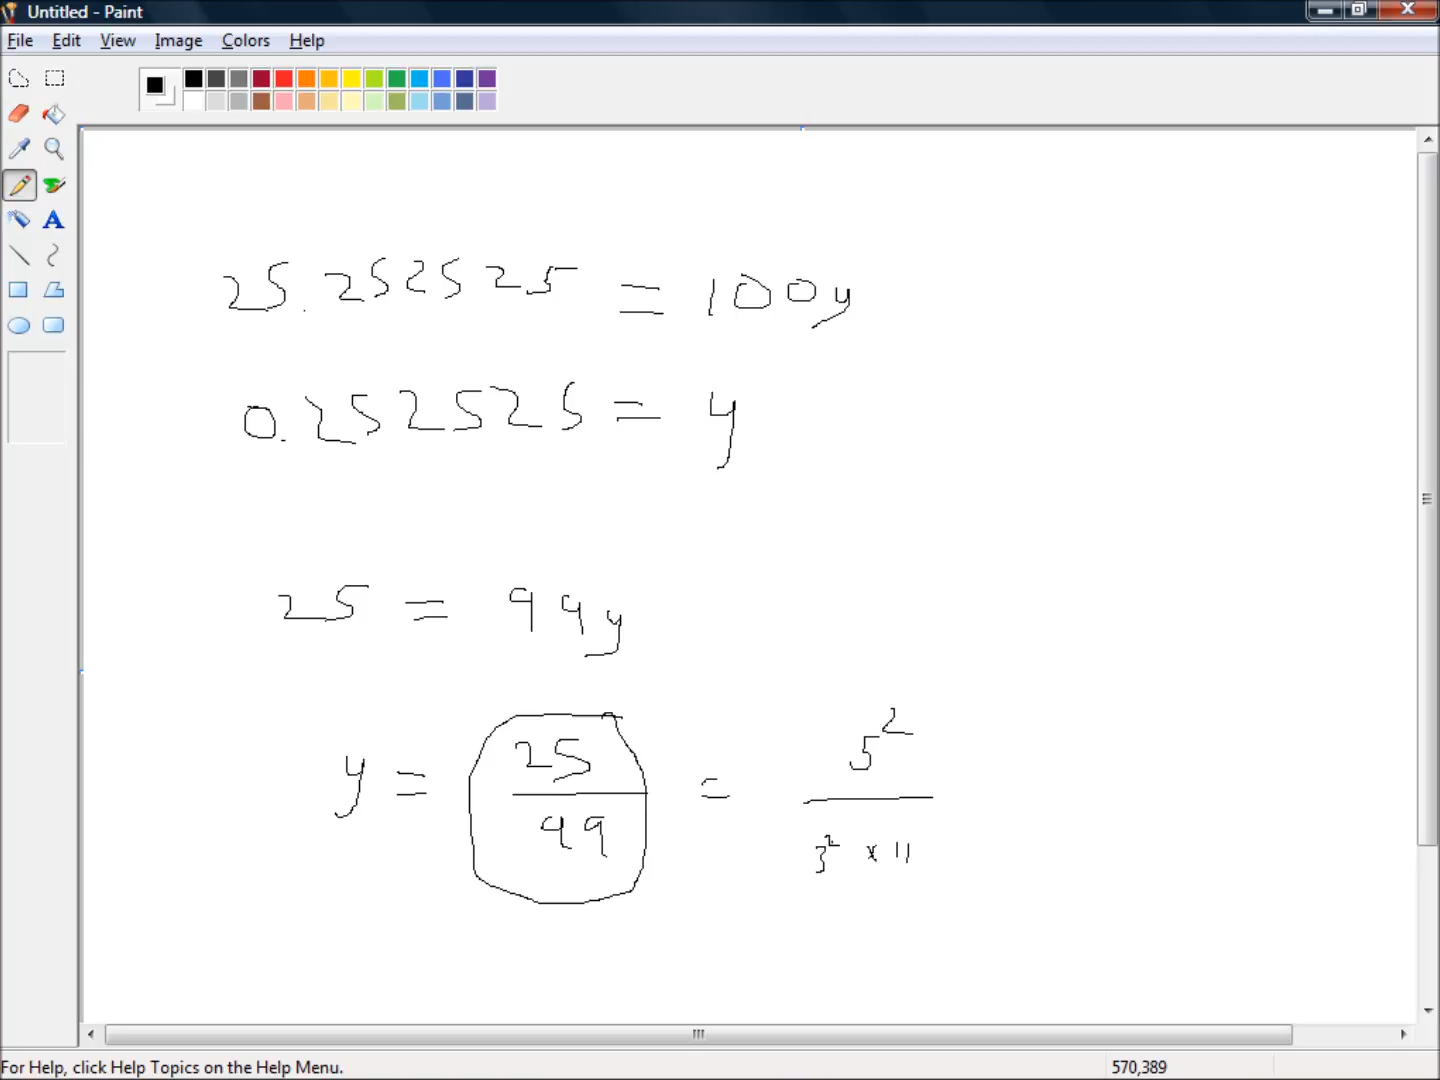 Untitled - Paint
File Edit View Image Colors Help
A
25.252525 = 100y
0.252525 = y
25 = 99y
y = 25/99 = 5²/3² × 11
For Help, click Help Topics on the Help Menu.
570,389